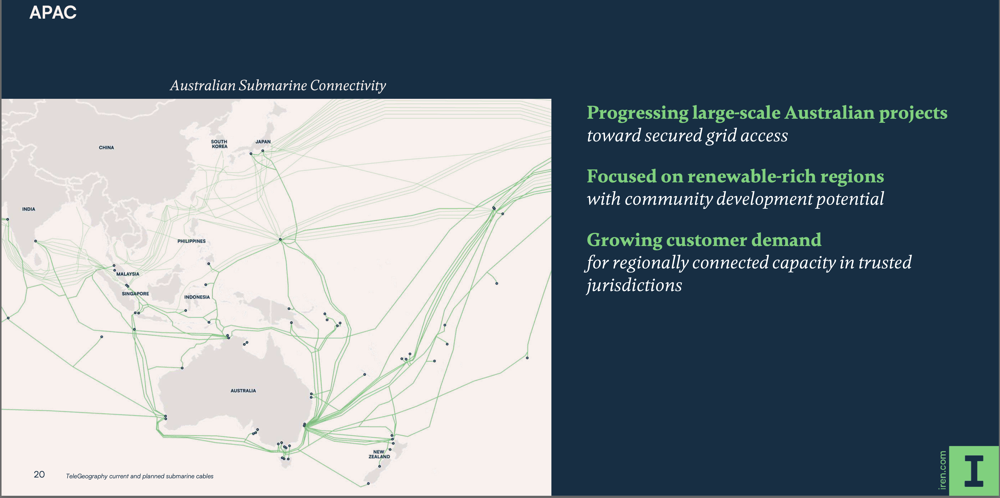 APAC
Australian Submarine Connectivity
CHINA
SOUTH
KOREA
JAPAN
INDIA
PHILIPPINES
MALAYSIA
SINGAPORE
INDONESIA
AUSTRALIA
NEW
ZEALAND
20
TeleGeography current and planned submarine cables
Progressing large-scale Australian projects
toward secured grid access
Focused on renewable-rich regions
with community development potential
Growing customer demand
for regionally connected capacity in trusted
jurisdictions
iren.com
I